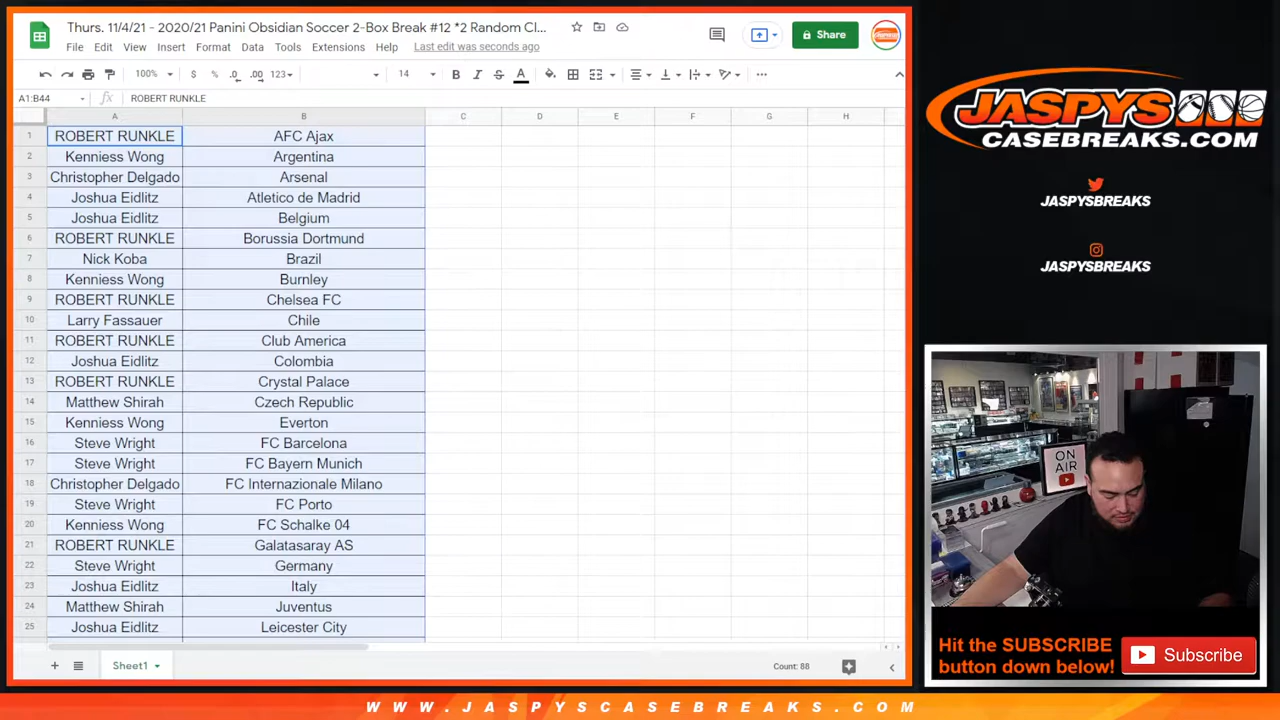 Thurs. 11/4/21 - 2020/21 Panini Obsidian Soccer 2-Box Break #12 *2 Random Cl...
File Edit View Insert Format Data Tools Extensions Help Last edit was seconds ago
Share
100% $ % .0 .00 123 14 B I S A
A1:B44 fx ROBERT RUNKLE
A B C D E F G H
1 ROBERT RUNKLE AFC Ajax
2 Kenniess Wong Argentina
3 Christopher Delgado Arsenal
4 Joshua Eidlitz Atletico de Madrid
5 Joshua Eidlitz Belgium
6 ROBERT RUNKLE Borussia Dortmund
7 Nick Koba Brazil
8 Kenniess Wong Burnley
9 ROBERT RUNKLE Chelsea FC
10 Larry Fassauer Chile
11 ROBERT RUNKLE Club America
12 Joshua Eidlitz Colombia
13 ROBERT RUNKLE Crystal Palace
14 Matthew Shirah Czech Republic
15 Kenniess Wong Everton
16 Steve Wright FC Barcelona
17 Steve Wright FC Bayern Munich
18 Christopher Delgado FC Internazionale Milano
19 Steve Wright FC Porto
20 Kenniess Wong FC Schalke 04
21 ROBERT RUNKLE Galatasaray AS
22 Steve Wright Germany
23 Joshua Eidlitz Italy
24 Matthew Shirah Juventus
25 Joshua Eidlitz Leicester City
Sheet1
Count: 88
JASPYS
CASEBREAKS.COM
JASPYSBREAKS
JASPYSBREAKS
ON
AIR
Hit the SUBSCRIBE
button down below!
Subscribe
WWW.JASPYSCASEBREAKS.COM